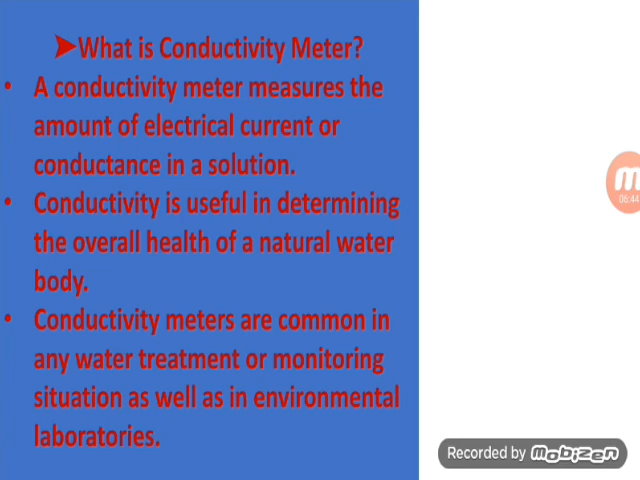 ➤What is Conductivity Meter?
• A conductivity meter measures the
amount of electrical current or
conductance in a solution.
• Conductivity is useful in determining
the overall health of a natural water
body.
• Conductivity meters are common in
any water treatment or monitoring
situation as well as in environmental
laboratories.
m
06:44
Recorded by mobizen